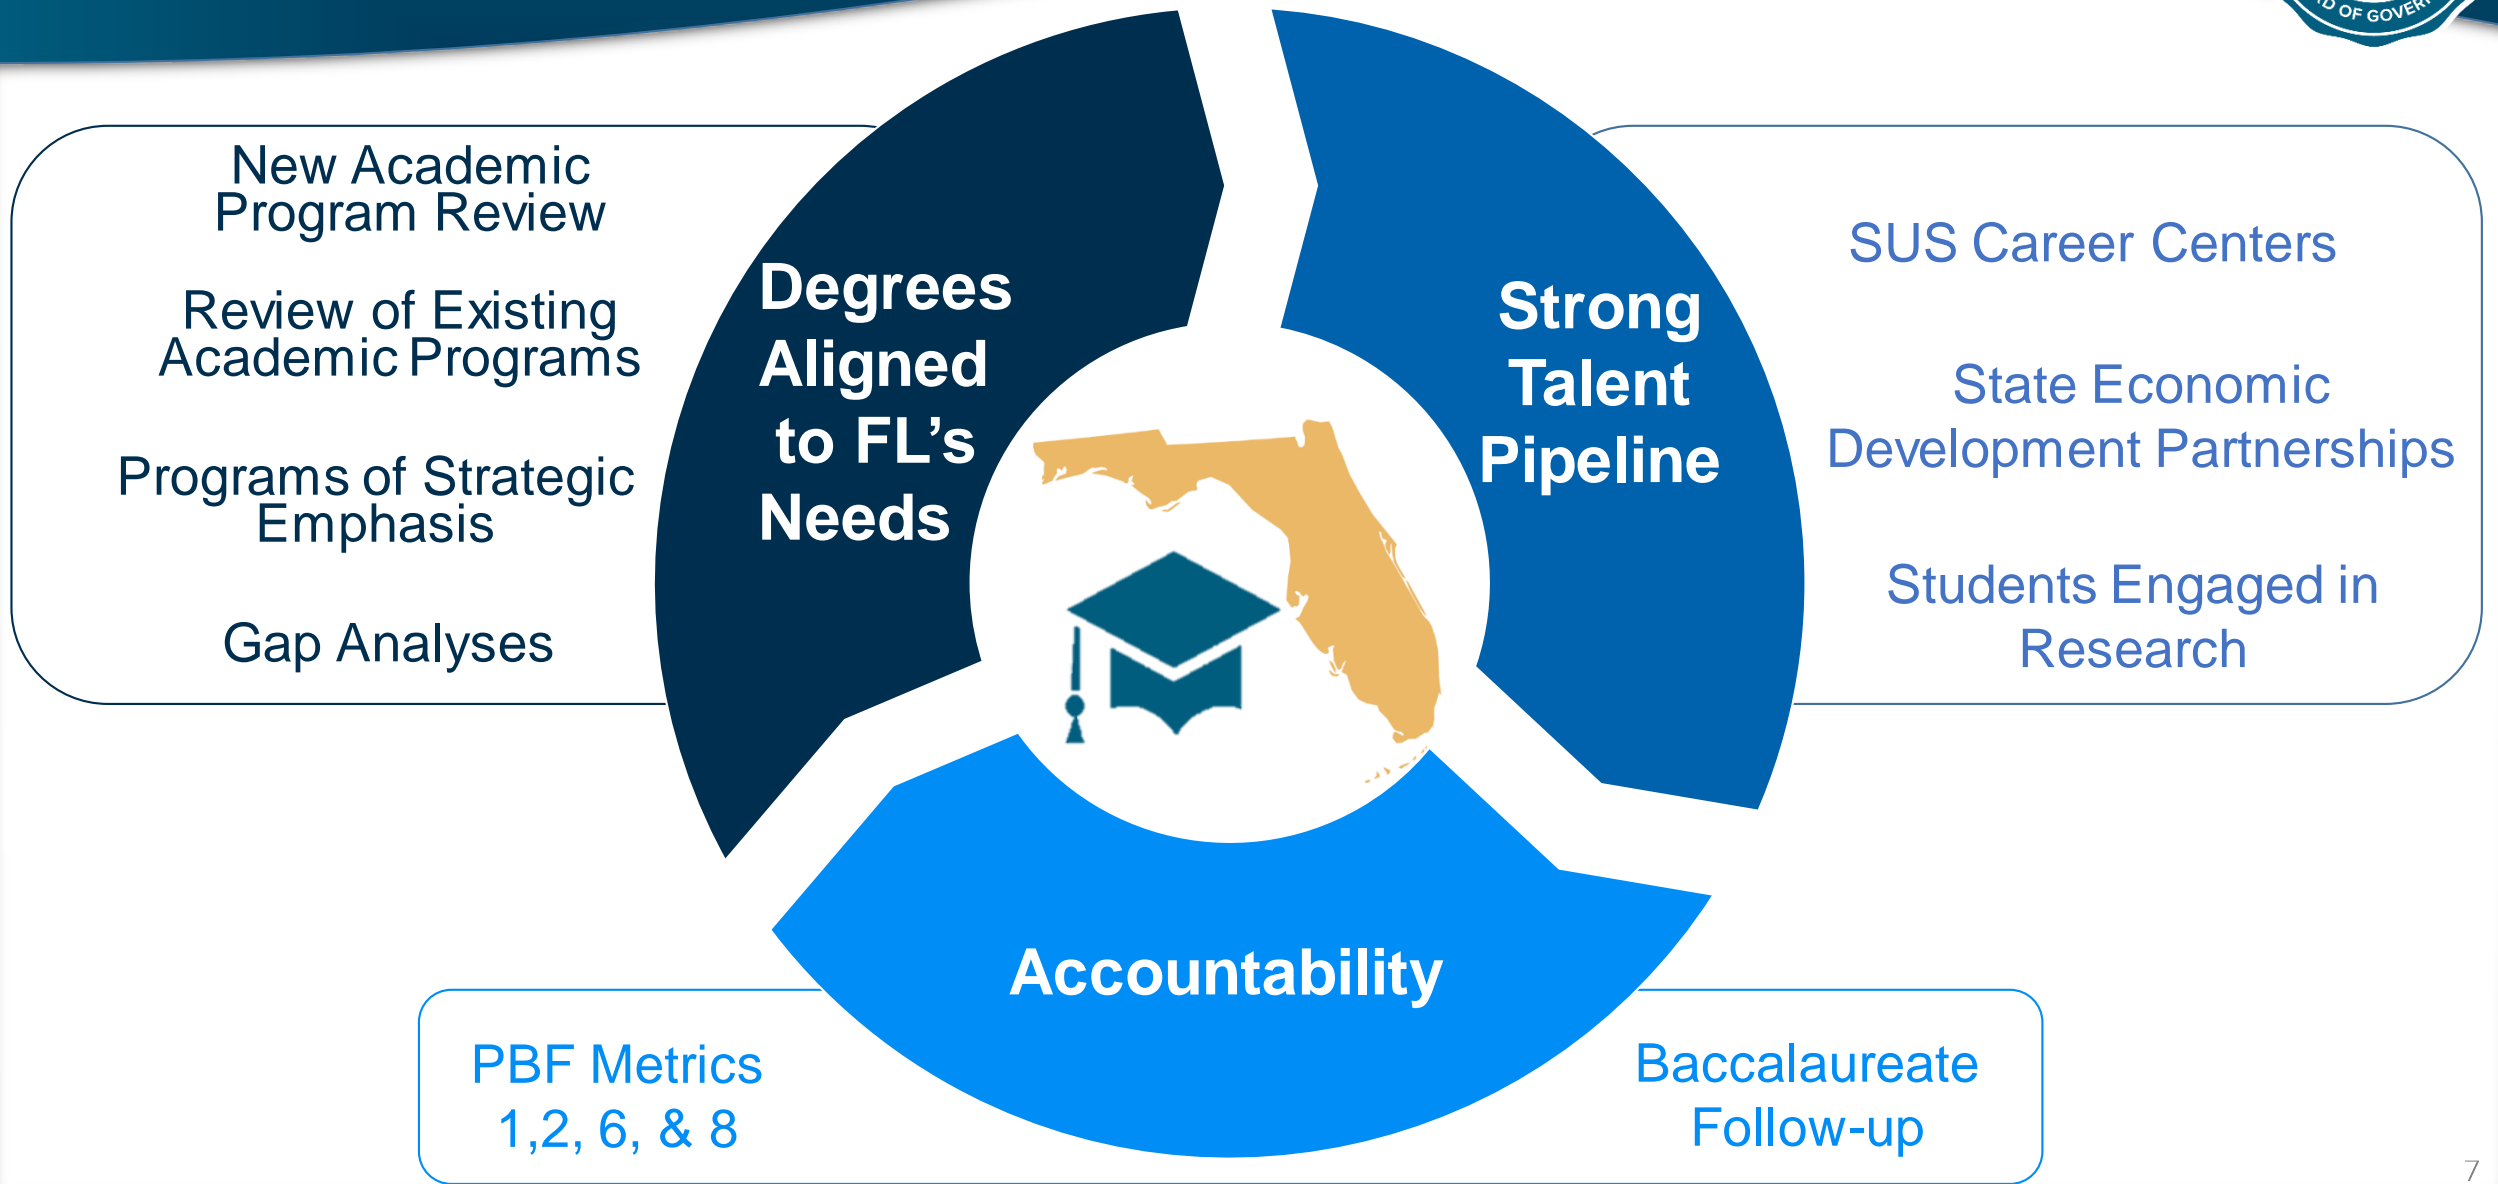 OF GOVER
New Academic
Program Review
Review of Existing
Academic Programs
Programs of Strategic
Emphasis
Gap Analyses
Degrees
Aligned
to FL's
Needs
Strong
Talent
Pipeline
SUS Career Centers
State Economic
Development Partnerships
Students Engaged in
Research
Accountability
PBF Metrics
1,2, 6, & 8
Baccalaureate
Follow-up
7